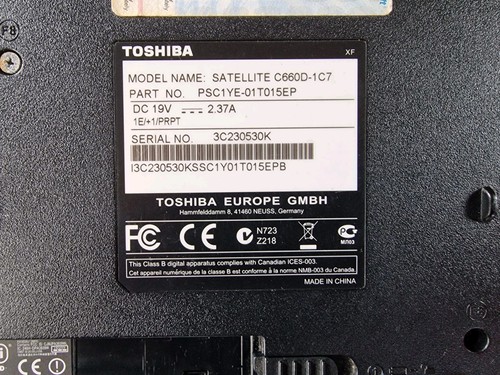 F8
TOSHIBA
XF
MODEL NAME: SATELLITE C660D-1C7
PART NO. PSC1YE-01T015EP
DC 19V 2.37A
1E/+1/PRPT
SERIAL NO. 3C230530K
I3C230530KSSC1Y01T015EPB
TOSHIBA EUROPE GMBH
Hammfelddamm 8, 41460 NEUSS, Germany
FC CE N723
Z218
МЛ03
This Class B digital apparatus complies with Canadian ICES-003.
Cet appareil numérique de la classe B est conforme à la norme NMB-003 du Canada.
MADE IN CHINA